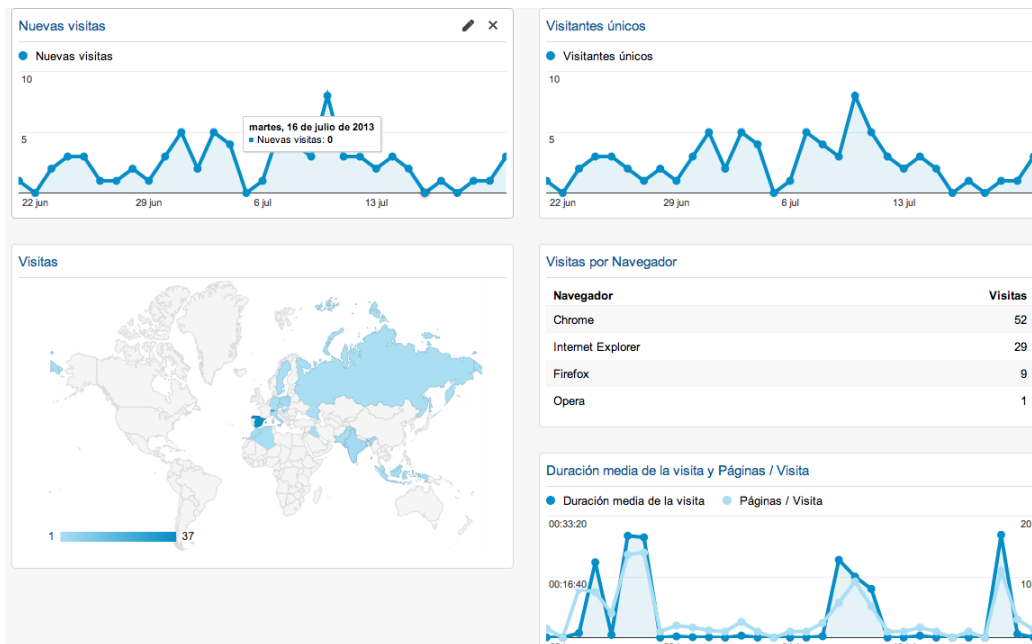 Nuevas visitas
Nuevas visitas
10
5
martes, 16 de julio de 2013
Nuevas visitas: 0
22 jun
29 jun
6 jul
13 jul
Visitantes únicos
Visitantes únicos
10
5
22 jun
29 jun
6 jul
13 jul
Visitas
1
37
Visitas por Navegador
Navegador Visitas
Chrome 52
Internet Explorer 29
Firefox 9
Opera 1
Duración media de la visita y Páginas / Visita
Duración media de la visita Páginas / Visita
00:33:20 20
00:16:40 10